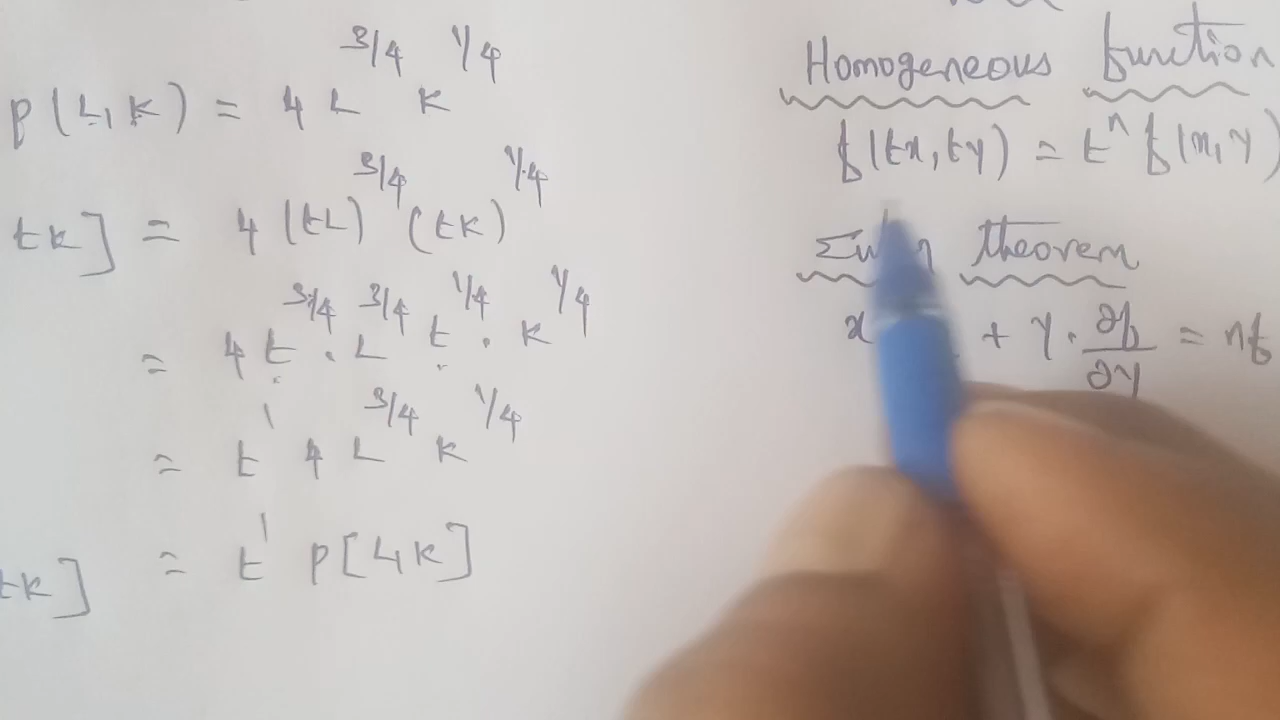 p(L,K) = 4 L^3/4 K^1/4
tK] = 4 (tL)^3/4 (tK)^1/4
= 4 t^3/4 . L^3/4 t^1/4 . K^1/4
= t^1 4 L^3/4 K^1/4
tK] = t^1 p[L,K]
Homogeneous function
f(tx, ty) = t^n f(x, y)
theorem
x + y . ∂f/∂y = nf